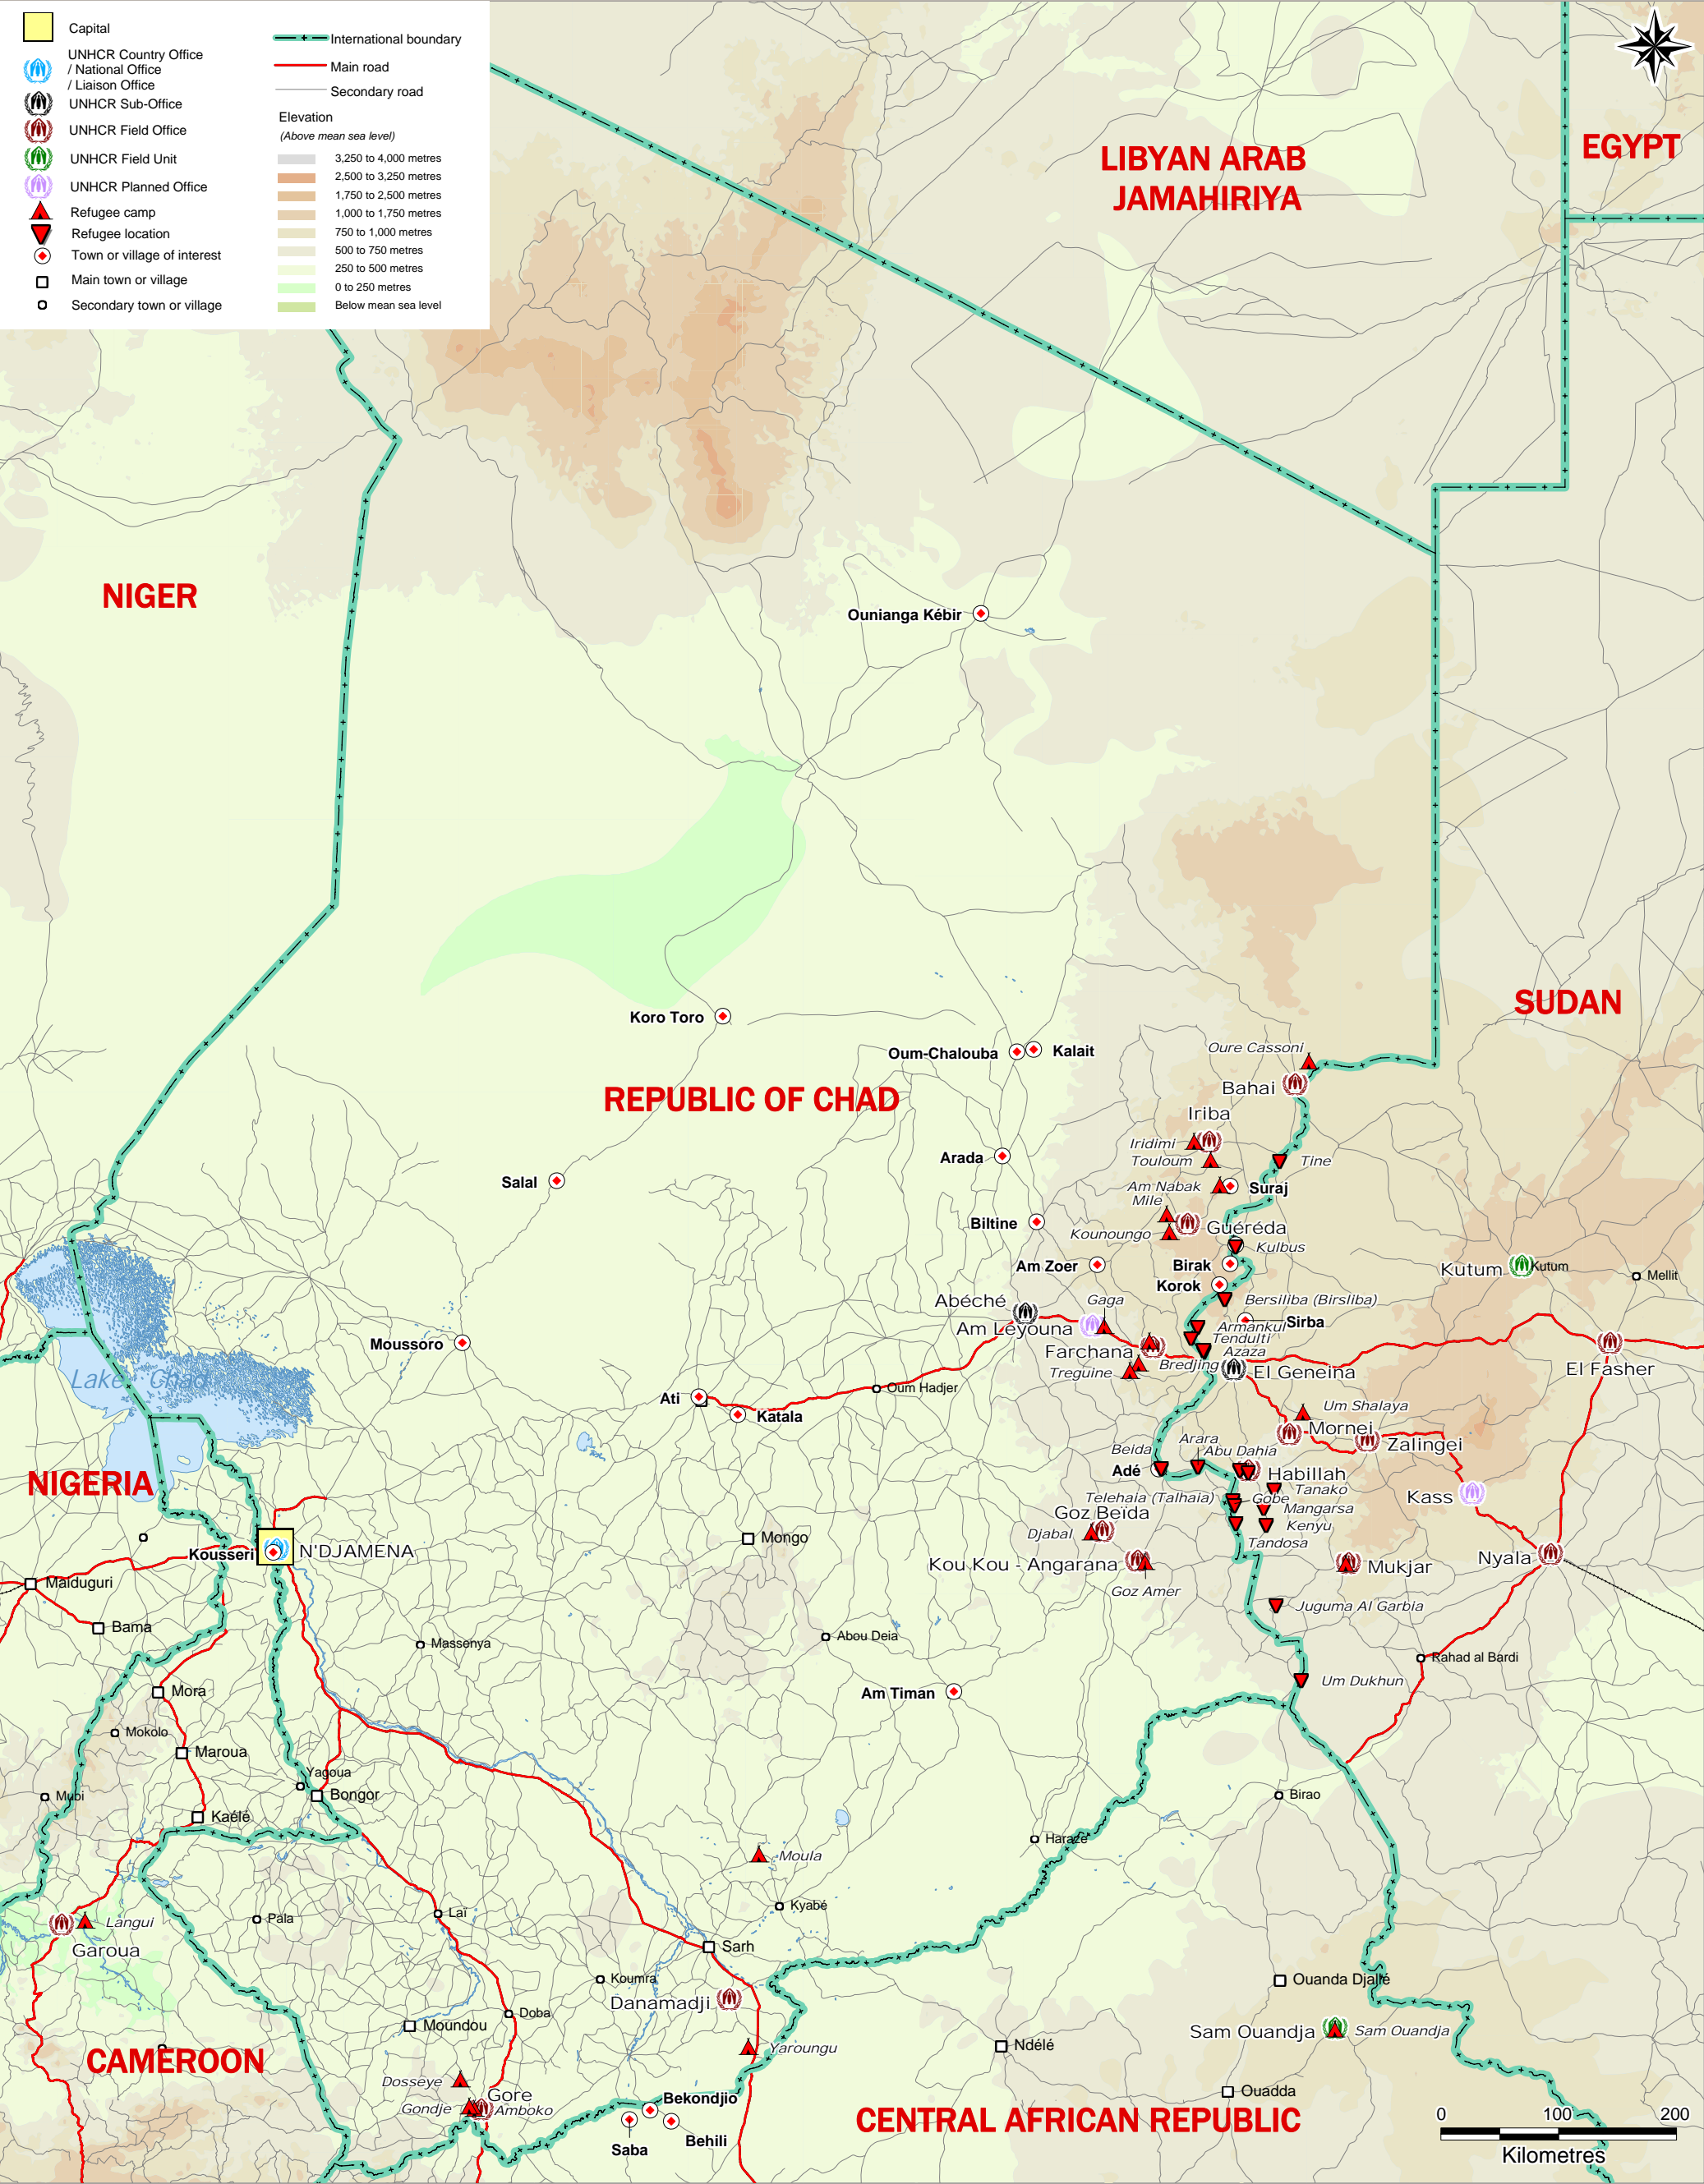 Capital
UNHCR Country Office
/ National Office
/ Liaison Office
UNHCR Sub-Office
UNHCR Field Office
UNHCR Field Unit
UNHCR Planned Office
Refugee camp
Refugee location
Town or village of interest
Main town or village
Secondary town or village
International boundary
Main road
Secondary road
Elevation
(Above mean sea level)
3,250 to 4,000 metres
2,500 to 3,250 metres
1,750 to 2,500 metres
1,000 to 1,750 metres
750 to 1,000 metres
500 to 750 metres
250 to 500 metres
0 to 250 metres
Below mean sea level
LIBYAN ARAB
JAMAHIRIYA
EGYPT
NIGER
Ounianga Kébir
SUDAN
Koro Toro
Oum-Chalouba
Kalait
Oure Cassoni
Bahai
REPUBLIC OF CHAD
Iriba
Iridimi
Touloum
Tine
Arada
Salal
Am Nabak
Suraj
Mile
Biltine
Guéréda
Kounoungo
Kulbus
Am Zoer
Birak
Kutum
Kutum
Mellit
Korok
Abéché
Gaga
Bersiliba (Birsliba)
Am Léyouna
Armankul
Sirba
Tendulti
Moussoro
Farchana
Azaza
Bredjing
Treguine
El Geneina
El Fasher
Lake Chad
Oum Hadjer
Ati
Katala
Um Shalaya
Mornei
Zalingei
Arara
Beida
Abu Dahia
Adé
Habillah
NIGERIA
Tanako
Telehaia (Talhaia)
Gobe
Kass
Mangarsa
Goz Beïda
Kenyu
Djabal
Mongo
Tandosa
Kousseri
N'DJAMENA
Kou Kou - Angarana
Mukjar
Nyala
Maiduguri
Goz Amer
Juguma Al Garbia
Bama
Massenya
Abou Deia
Rahad al Bardi
Um Dukhun
Mora
Am Timan
Mokolo
Maroua
Yagoua
Mubi
Bongor
Birao
Kaélé
Haraze
Moula
Kyabé
Langui
Pala
Laï
Garoua
Sarh
Koumra
Ouanda Djallé
Danamadji
Doba
Moundou
Sam Ouandja
Sam Ouandja
Ndélé
Yaroungu
CAMEROON
Dosseye
Gore
Ouadda
Gondje
Amboko
Bekondjio
CENTRAL AFRICAN REPUBLIC
Behili
Saba
0 100 200
Kilometres